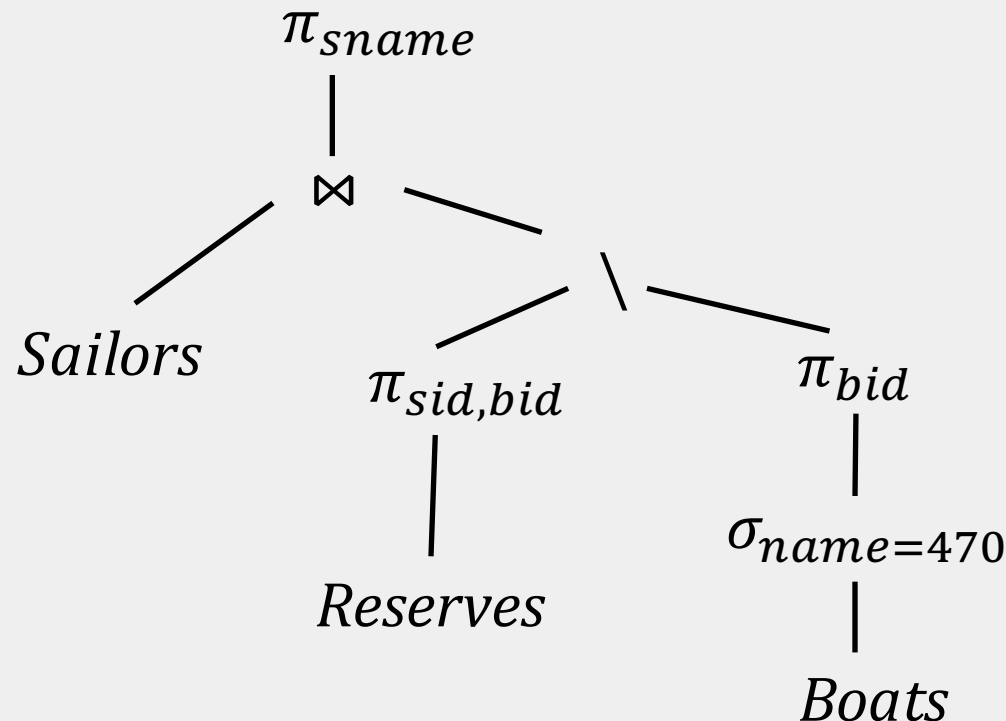 π_sname
⋈
\
Sailors
π_sid,bid
π_bid
σ_name=470
Reserves
Boats